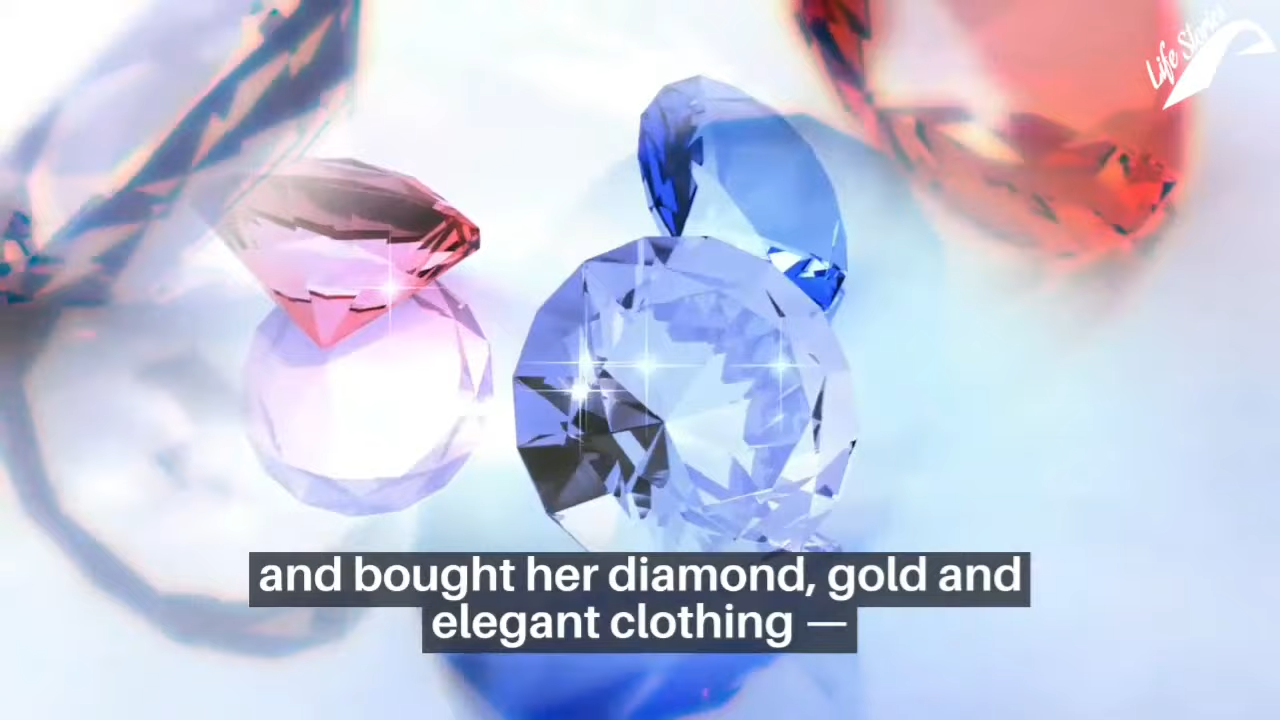 Life Stories
and bought her diamond, gold and
elegant clothing —